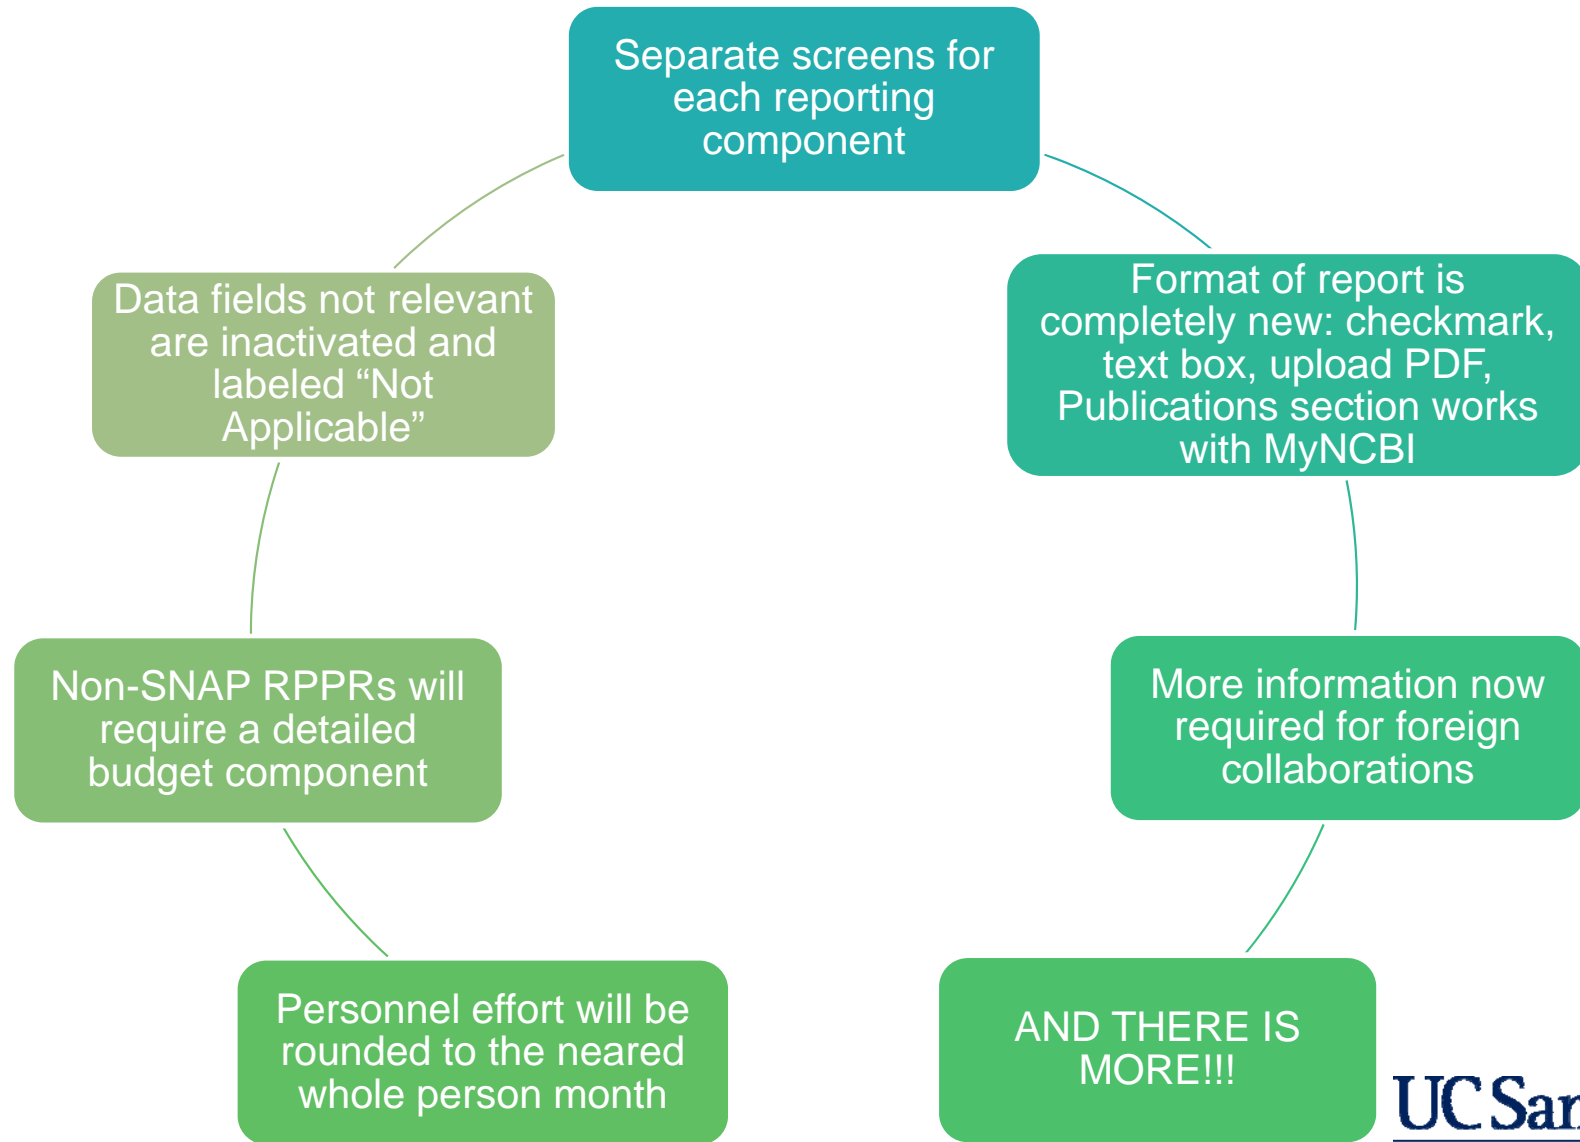 Separate screens for
each reporting
component
Format of report is
completely new: checkmark,
text box, upload PDF,
Publications section works
with MyNCBI
More information now
required for foreign
collaborations
AND THERE IS
MORE!!!
Personnel effort will be
rounded to the neared
whole person month
Non-SNAP RPPRs will
require a detailed
budget component
Data fields not relevant
are inactivated and
labeled “Not
Applicable”
UC San